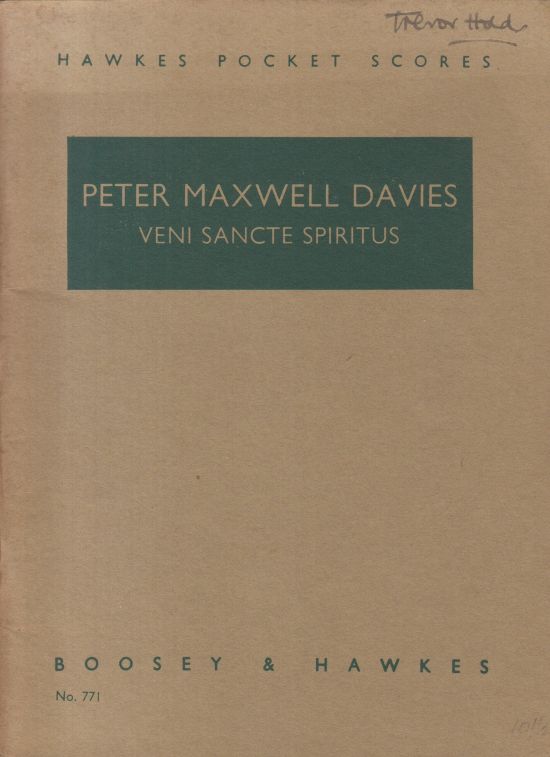 Trevor Hold
HAWKES POCKET SCORES
PETER MAXWELL DAVIES
VENI SANCTE SPIRITUS
BOOSEY & HAWKES
No. 771